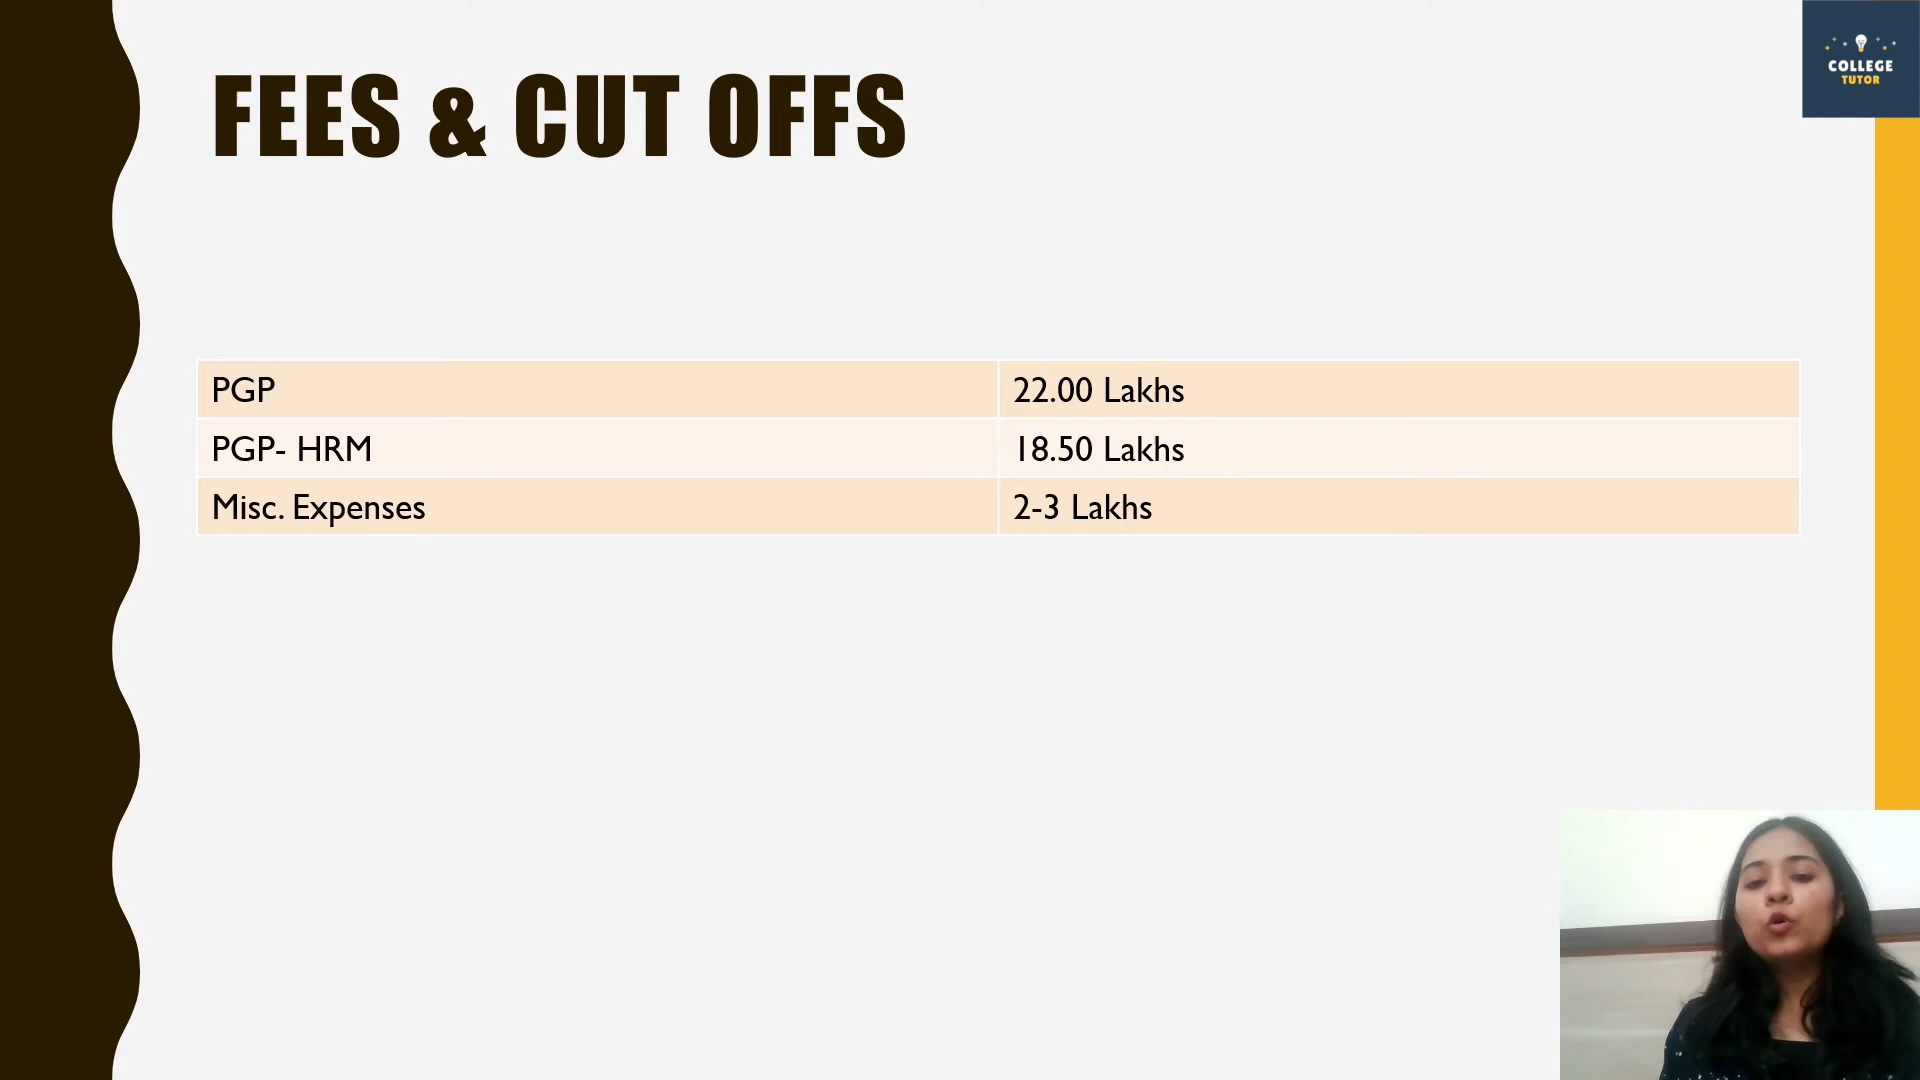 FEES & CUT OFFS
COLLEGE
TUTOR
PGP 22.00 Lakhs
PGP- HRM 18.50 Lakhs
Misc. Expenses 2-3 Lakhs